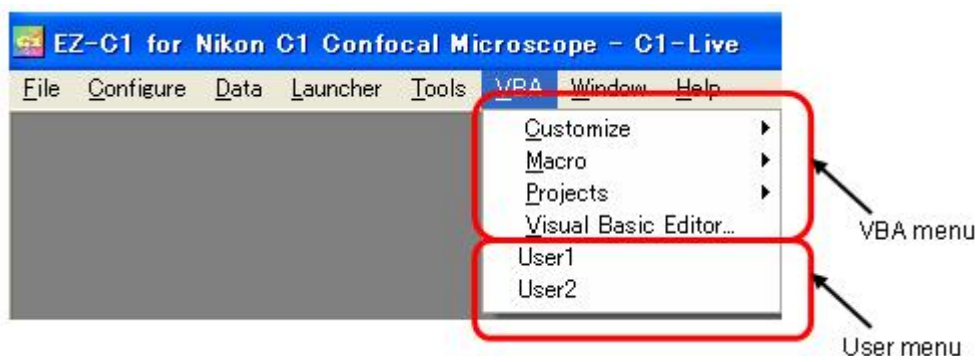 EZ-C1 for Nikon C1 Confocal Microscope - C1-Live
File Configure Data Launcher Tools VBA Window Help
Customize
Macro
Projects
Visual Basic Editor...
VBA menu
User1
User2
User menu